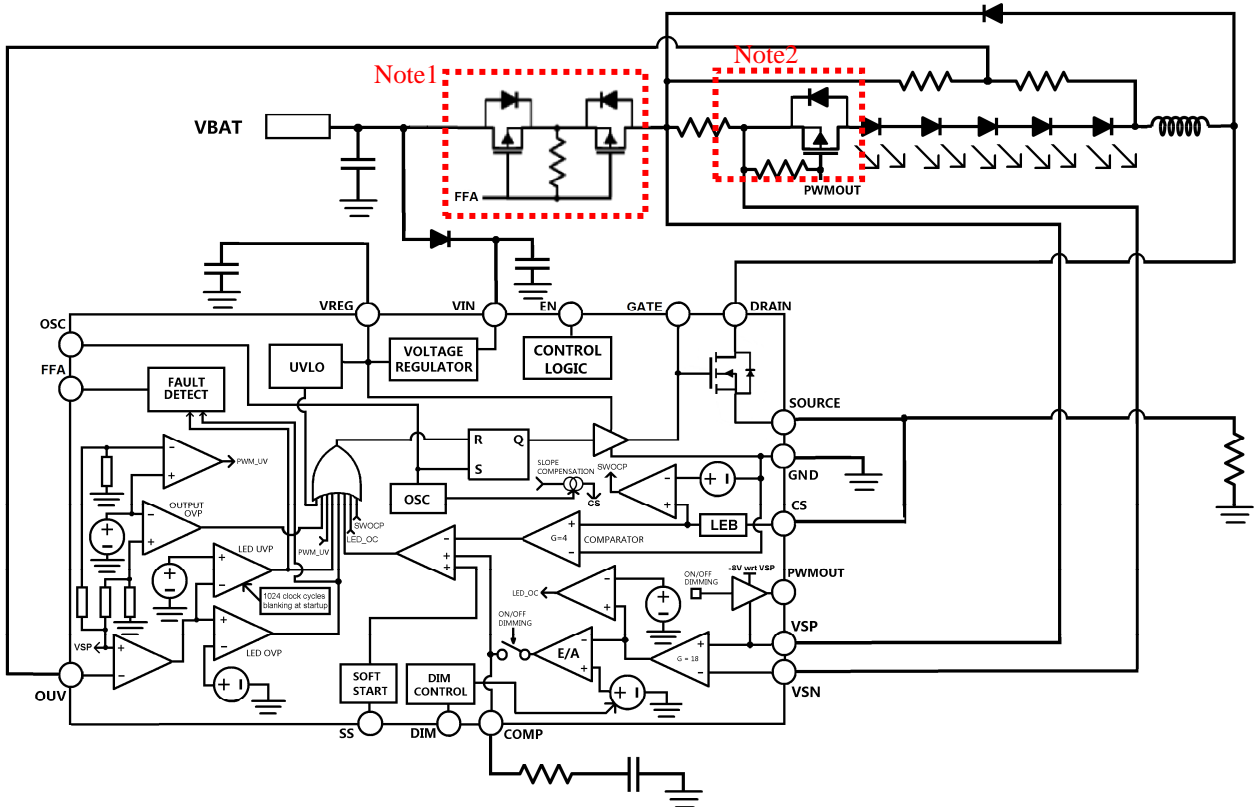 Note1
Note2
VBAT
FFA
PWMOUT
VREG
VIN
EN
GATE
DRAIN
OSC
FFA
FAULT
DETECT
UVLO
VOLTAGE
REGULATOR
CONTROL
LOGIC
SOURCE
R
Q
S
OSC
SLOPE
COMPENSATION
CS
SWOCP
GND
CS
LEB
PWM_UV
OUTPUT
OVP
SWOCP
LED_OC
PWM_UV
G=4
COMPARATOR
LED UVP
1024 clock cycles
blanking at startup
LED_OC
ON/OFF
DIMMING
-8V wrt VSP
PWMOUT
VSP
LED OVP
ON/OFF
DIMMING
E/A
G = 18
VSP
VSN
OUV
SOFT
START
DIM
CONTROL
SS
DIM
COMP